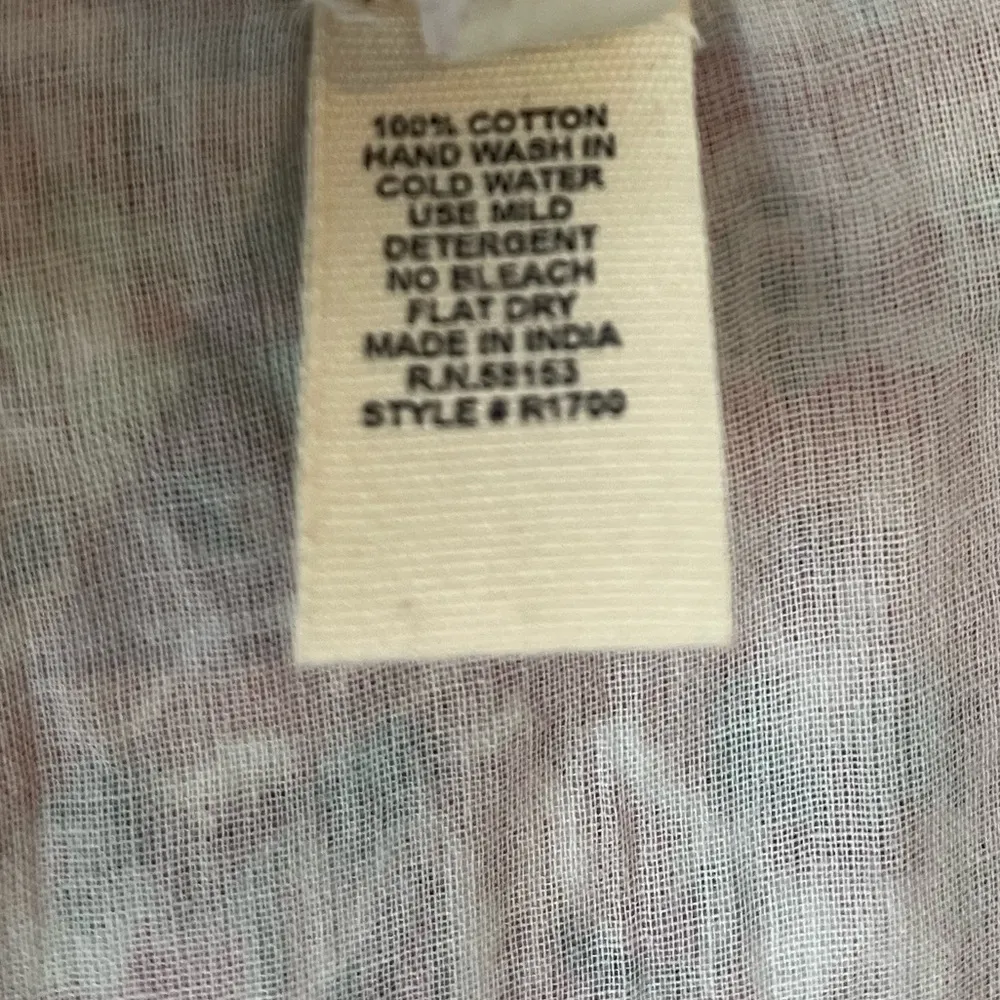 100% COTTON
HAND WASH IN
COLD WATER
USE MILD
DETERGENT
NO BLEACH
FLAT DRY
MADE IN INDIA
R.N.
STYLE # R1700